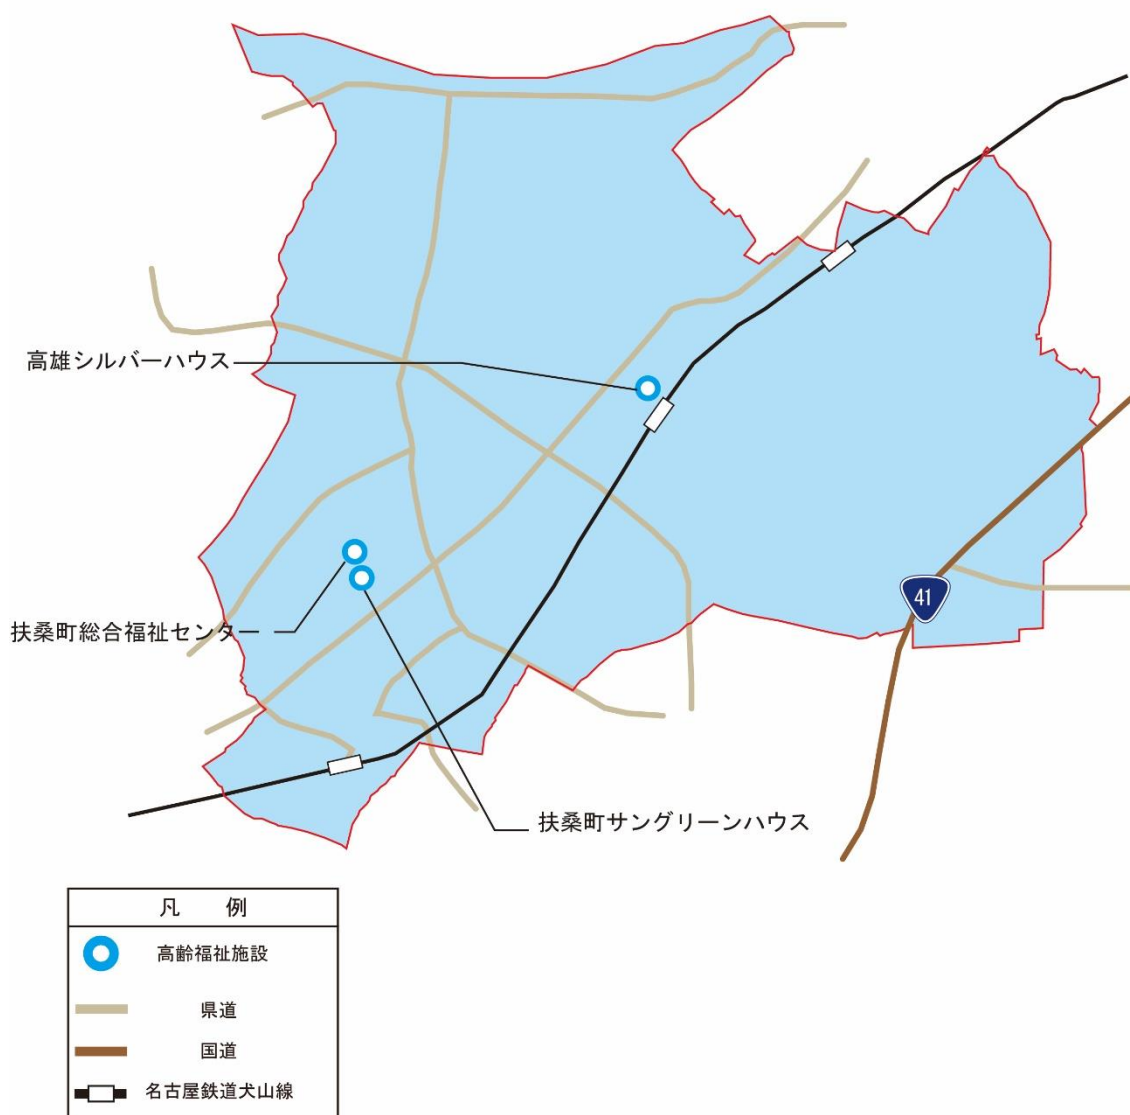 高雄シルバーハウス
41
扶桑町総合福祉センター
扶桑町サングリーンハウス
凡 例
高齢福祉施設
県道
国道
名古屋鉄道犬山線